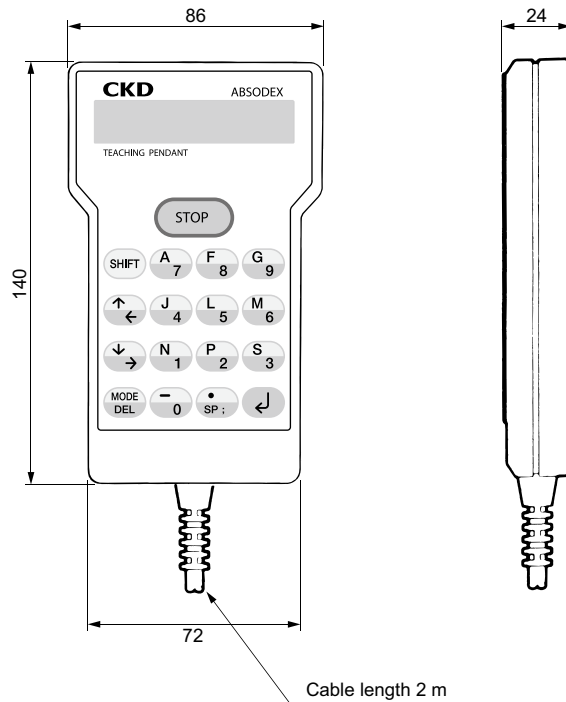 86
24
CKD ABSODEX
TEACHING PENDANT
STOP
140
SHIFT A 7 F 8 G 9
↑ ← J 4 L 5 M 6
↓ → N 1 P 2 S 3
MODE DEL − 0 • SP ; ↵
72
Cable length 2 m